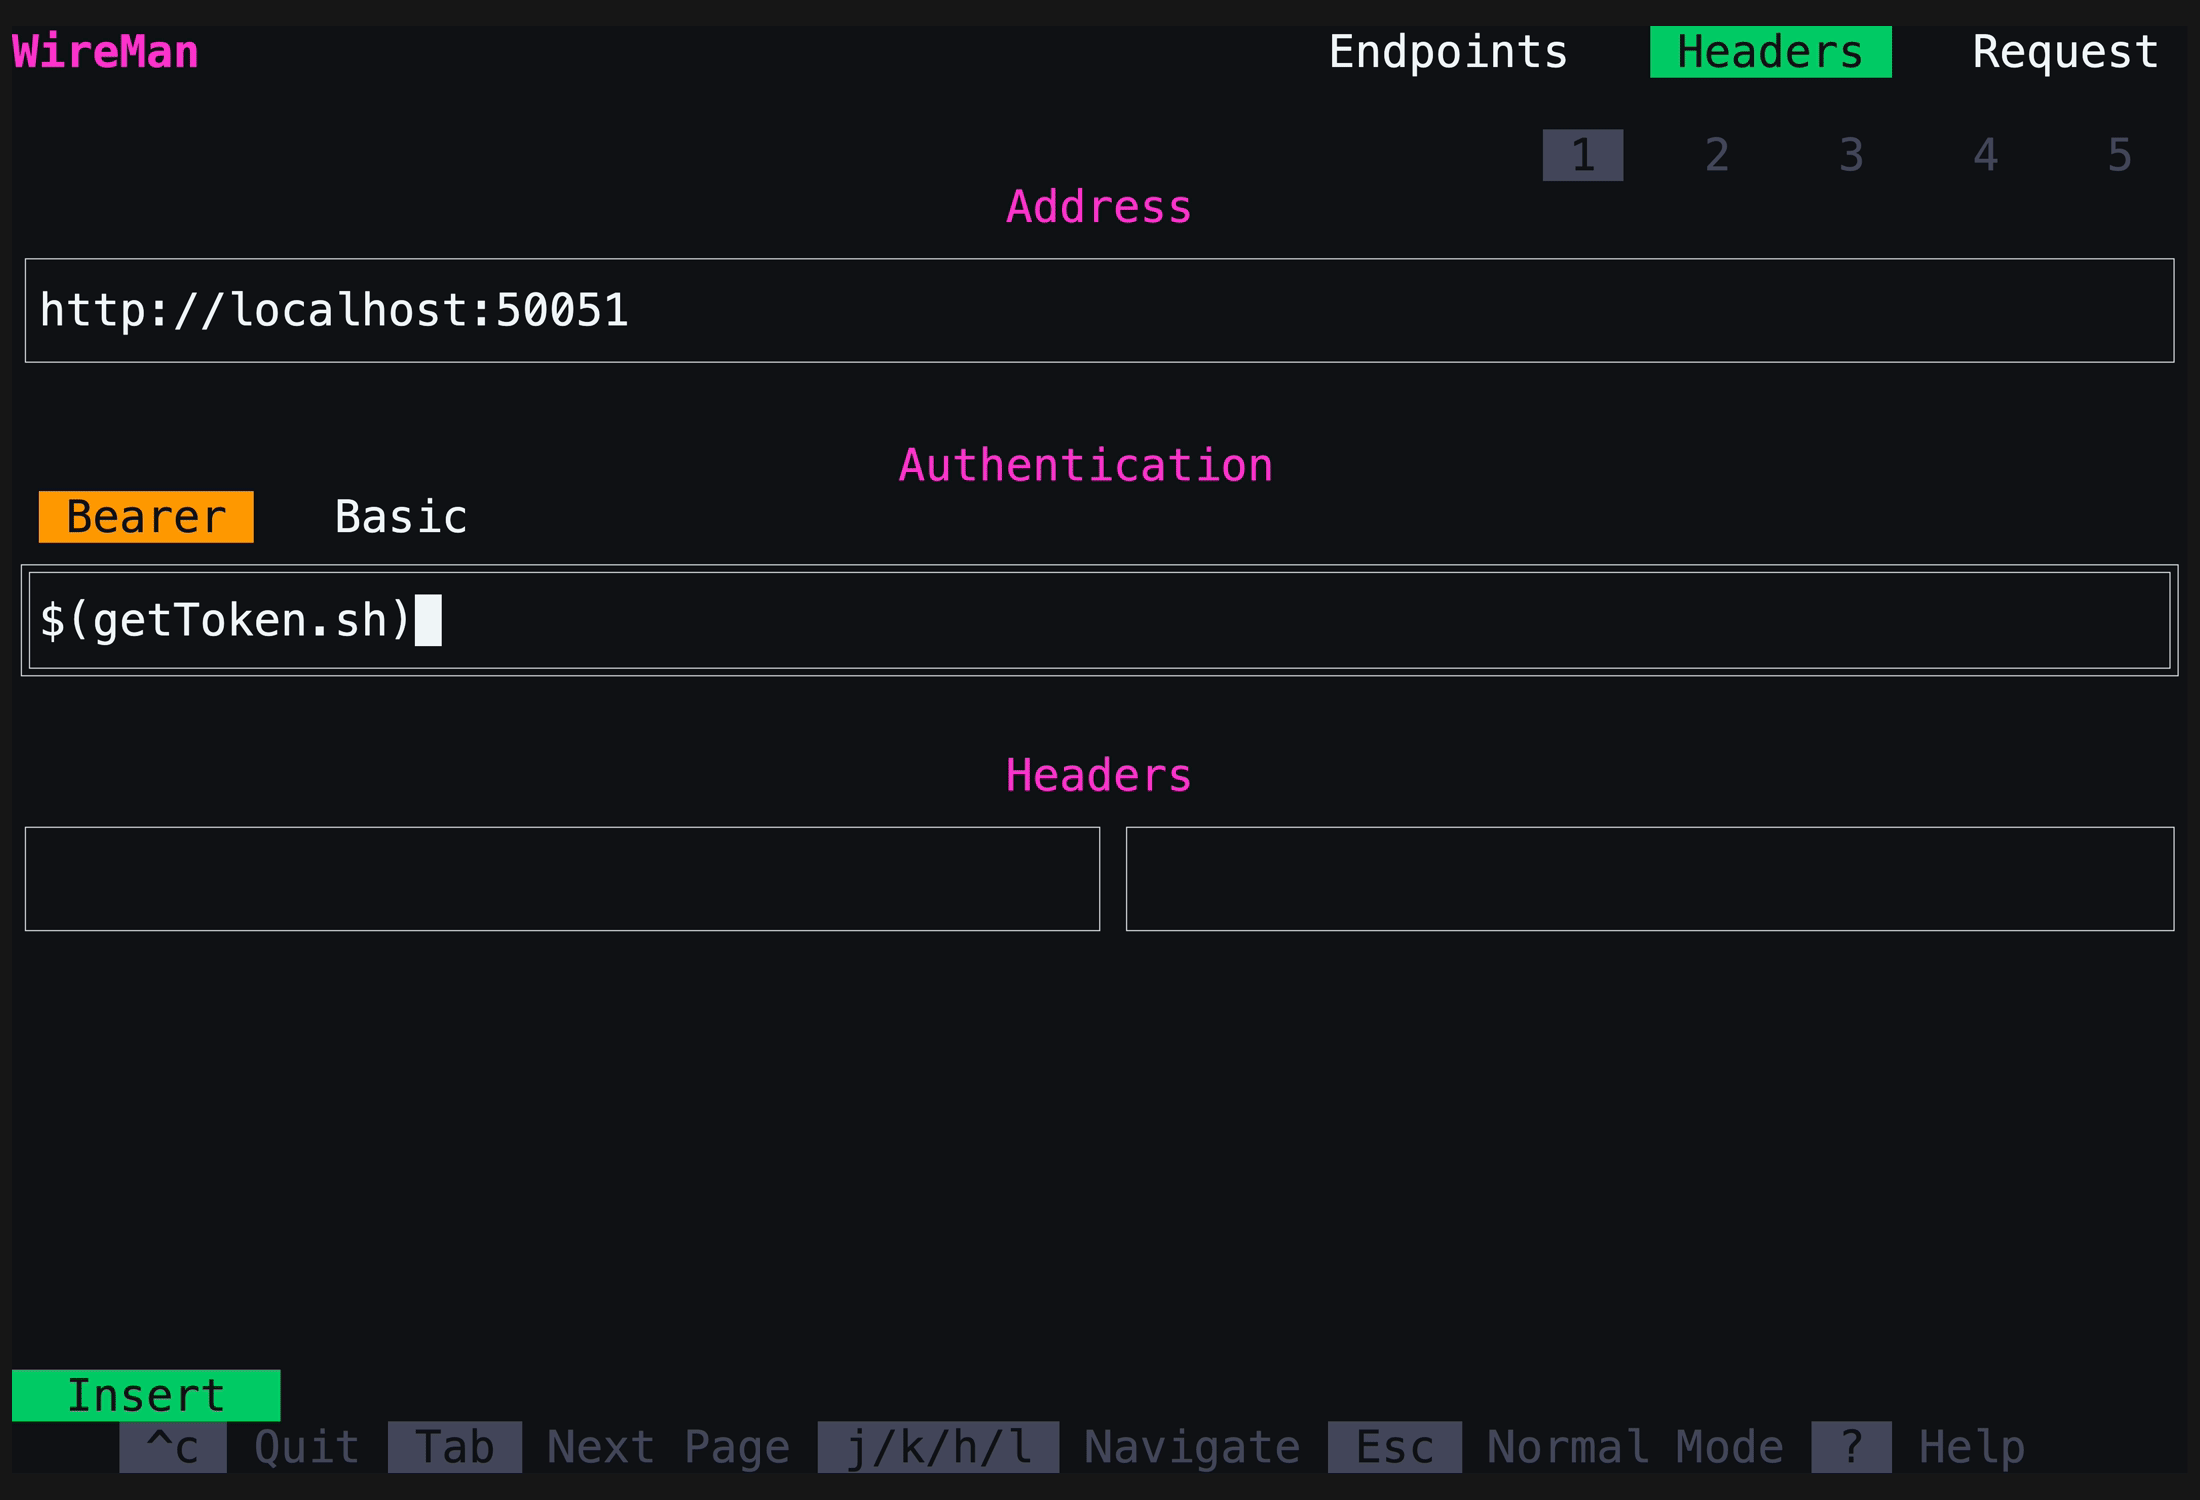 WireMan Endpoints Headers Request
1 2 3 4 5
Address
http://localhost:50051
Authentication
Bearer Basic
$(getToken.sh)
Headers
Insert
^c Quit Tab Next Page j/k/h/l Navigate Esc Normal Mode ? Help